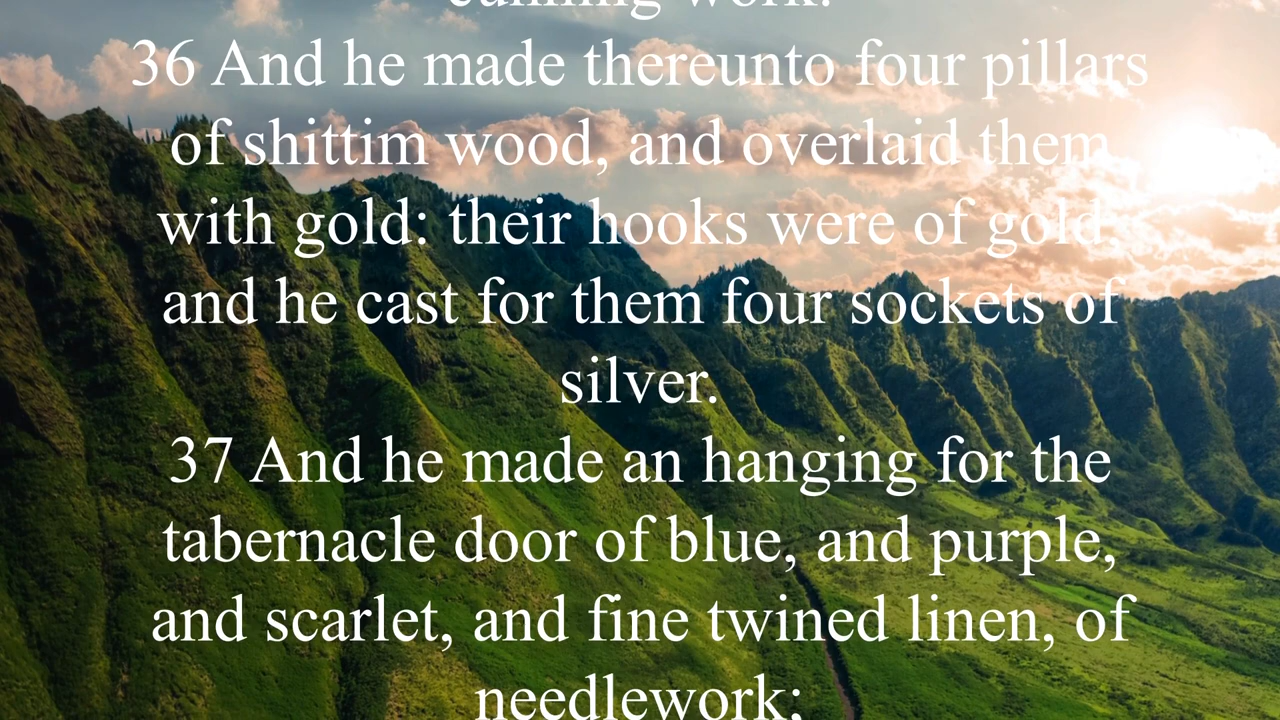 cunning work.
36 And he made thereunto four pillars
of shittim wood, and overlaid them
with gold: their hooks were of gold;
and he cast for them four sockets of
silver.
37 And he made an hanging for the
tabernacle door of blue, and purple,
and scarlet, and fine twined linen, of
needlework;